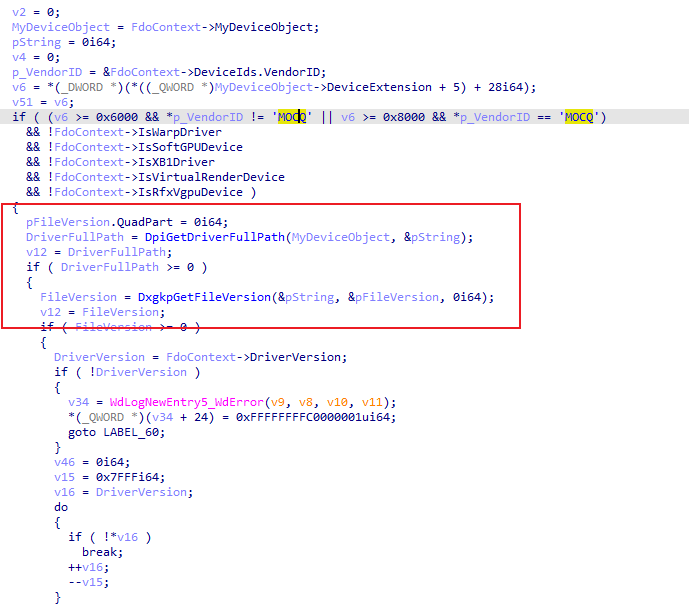 v2 = 0;
MyDeviceObject = FdoContext->MyDeviceObject;
pString = 0i64;
v4 = 0;
p_VendorID = &FdoContext->DeviceIds.VendorID;
v6 = *(_DWORD *)(*((_QWORD *)MyDeviceObject->DeviceExtension + 5) + 28i64);
v51 = v6;
if ( (v6 >= 0x6000 && *p_VendorID != 'MOCQ' || v6 >= 0x8000 && *p_VendorID == 'MOCQ')
&& !FdoContext->IsWarpDriver
&& !FdoContext->IsSoftGPUDevice
&& !FdoContext->IsXB1Driver
&& !FdoContext->IsVirtualRenderDevice
&& !FdoContext->IsRfxVgpuDevice )
{
pFileVersion.QuadPart = 0i64;
DriverFullPath = DpiGetDriverFullPath(MyDeviceObject, &pString);
v12 = DriverFullPath;
if ( DriverFullPath >= 0 )
{
FileVersion = DxgkpGetFileVersion(&pString, &pFileVersion, 0i64);
v12 = FileVersion;
if ( FileVersion >= 0 )
{
DriverVersion = FdoContext->DriverVersion;
if ( !DriverVersion )
{
v34 = WdLogNewEntry5_WdError(v9, v8, v10, v11);
*(_QWORD *)(v34 + 24) = 0xFFFFFFFFC0000001ui64;
goto LABEL_60;
}
v46 = 0i64;
v15 = 0x7FFFi64;
v16 = DriverVersion;
do
{
if ( !*v16 )
break;
++v16;
--v15;
}